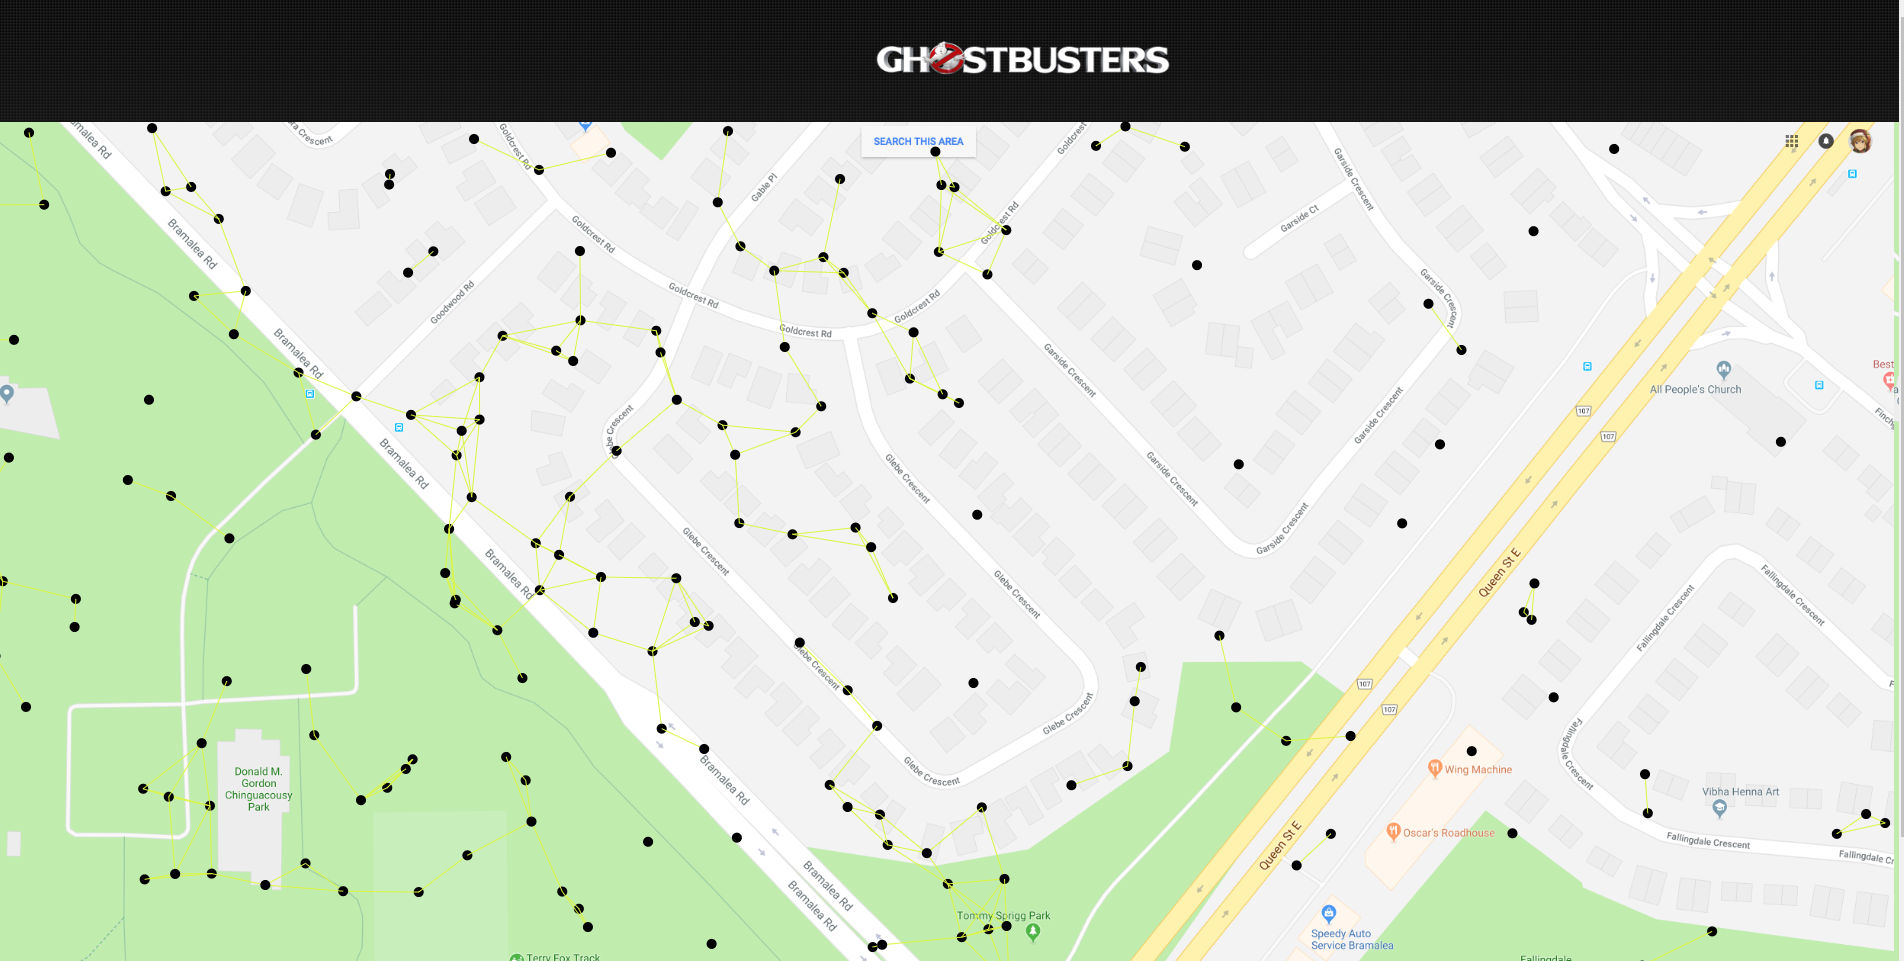 GHOSTBUSTERS
SEARCH THIS AREA
Bramalea Rd
Crescent
Goldcrest Rd
Goldcrest
Gable Pl
Garside Crescent
Bramalea Rd
Goldcrest Rd
Goldcrest Rd
Garside Ct
Goodwood Rd
Goldcrest Rd
Goldcrest Rd
Goldcrest Rd
Garside Crescent
Bramalea Rd
Garside Crescent
All People's Church
Best
Finch
107
107
Glebe Crescent
Garside Crescent
Bramalea Rd
Glebe Crescent
Garside Crescent
Garside Crescent
Glebe Crescent
Bramalea Rd
Glebe Crescent
Queen St E
Fallingdale Crescent
Fallingdale Crescent
Glebe Crescent
107
107
Glebe Crescent
Fallingdale Crescent
Glebe Crescent
Bramalea Rd
Donald M.
Gordon
Chinguacousy
Park
Wing Machine
Vibha Henna Art
Oscar's Roadhouse
Queen St E
Fallingdale Crescent
Fallingdale Cr
Bramalea Rd
Bramalea Rd
Tommy Sprigg Park
Speedy Auto
Service Bramalea
Terry Fox Track
Fallingdale